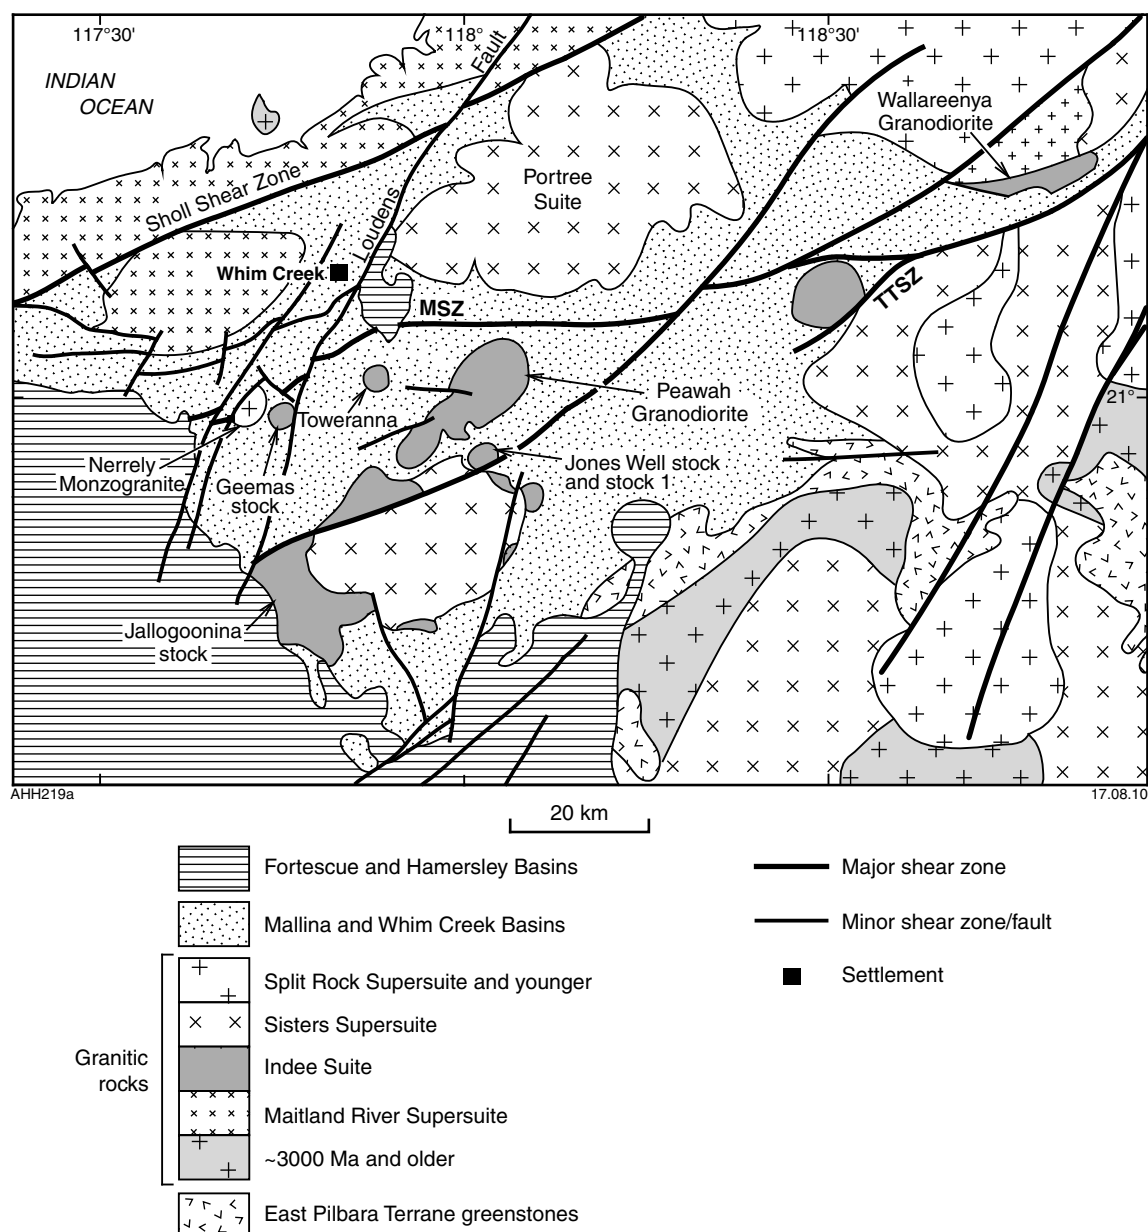 117°30'
118°
118°30'
INDIAN
OCEAN
Fault
Loudens
Sholl Shear Zone
Wallareenya
Granodiorite
Portree
Suite
Whim Creek
MSZ
TTSZ
21°
Toweranna
Peawah
Granodiorite
Nerrely
Monzogranite
Geemas
stock
Jones Well stock
and stock 1
Jallogoonina
stock
AHH219a
17.08.10
20 km
Fortescue and Hamersley Basins
Mallina and Whim Creek Basins
Granitic
rocks
Split Rock Supersuite and younger
Sisters Supersuite
Indee Suite
Maitland River Supersuite
~3000 Ma and older
East Pilbara Terrane greenstones
Major shear zone
Minor shear zone/fault
Settlement